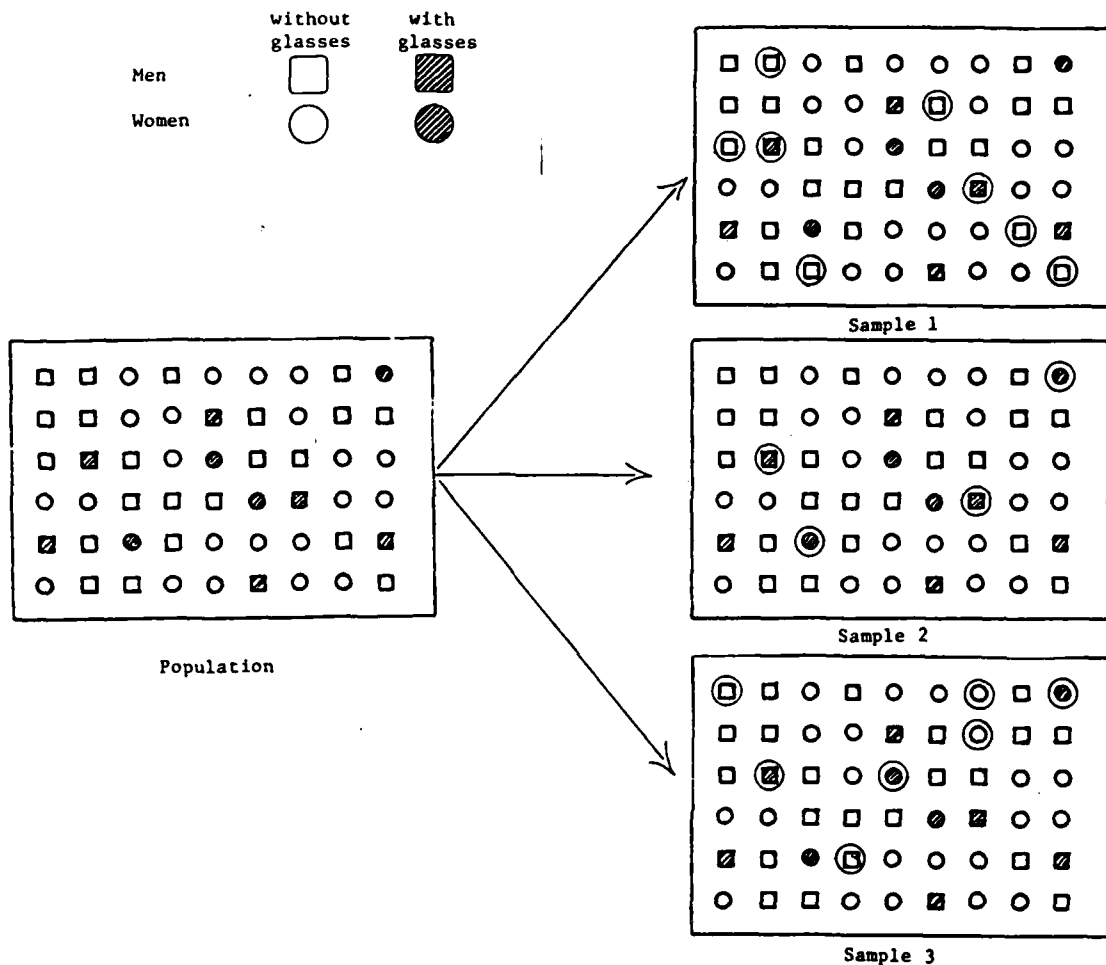 without with
glasses glasses
Men
Women
Sample 1
Sample 2
Population
Sample 3